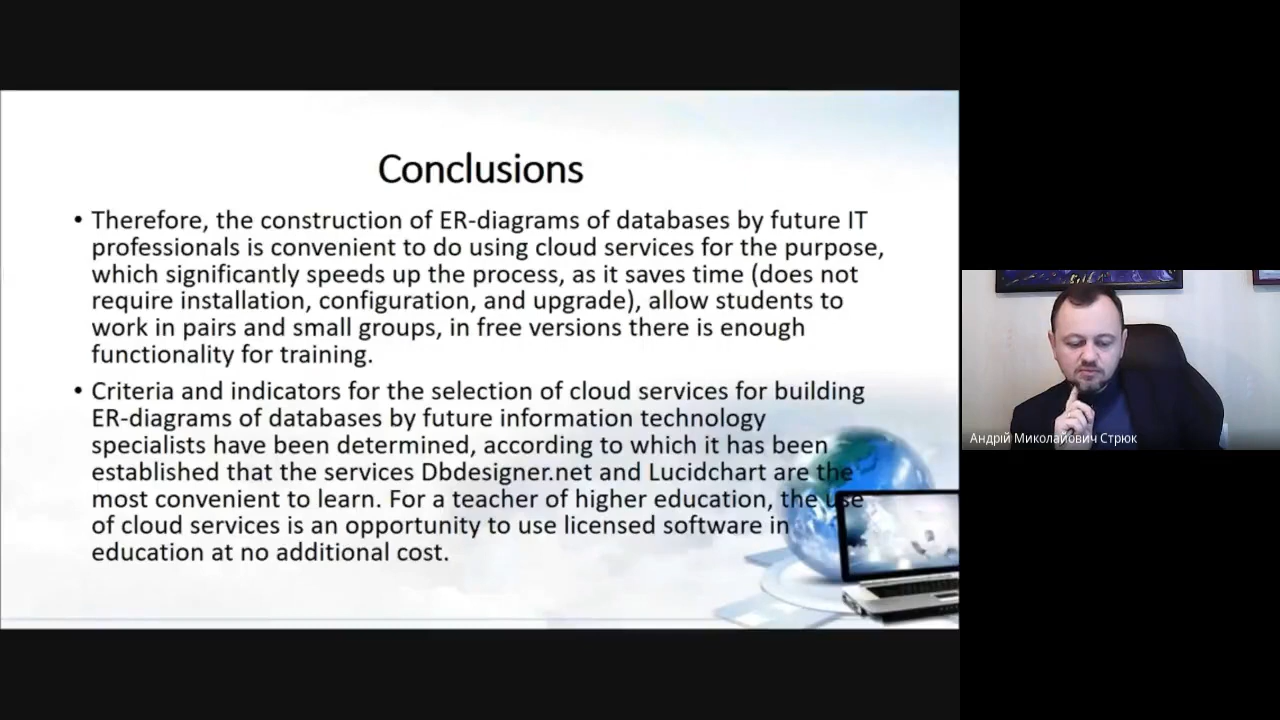 Conclusions
• Therefore, the construction of ER-diagrams of databases by future IT
professionals is convenient to do using cloud services for the purpose,
which significantly speeds up the process, as it saves time (does not
require installation, configuration, and upgrade), allow students to
work in pairs and small groups, in free versions there is enough
functionality for training.
• Criteria and indicators for the selection of cloud services for building
ER-diagrams of databases by future information technology
specialists have been determined, according to which it has been
established that the services Dbdesigner.net and Lucidchart are the
most convenient to learn. For a teacher of higher education, the use
of cloud services is an opportunity to use licensed software in
education at no additional cost.
Андрій Миколайович Стрюк